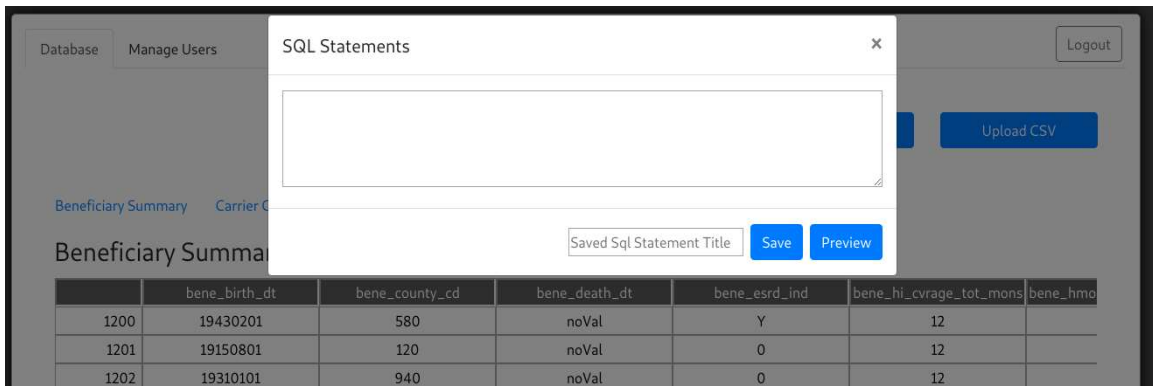 Database Manage Users SQL Statements × Logout
Upload CSV
Beneficiary Summary Carrier
Saved Sql Statement Title Save Preview
Beneficiary Summa
bene_birth_dt bene_county_cd bene_death_dt bene_esrd_ind bene_hi_cvrage_tot_mons bene_hmo
1200 19430201 580 noVal Y 12
1201 19150801 120 noVal 0 12
1202 19310101 940 noVal 0 12